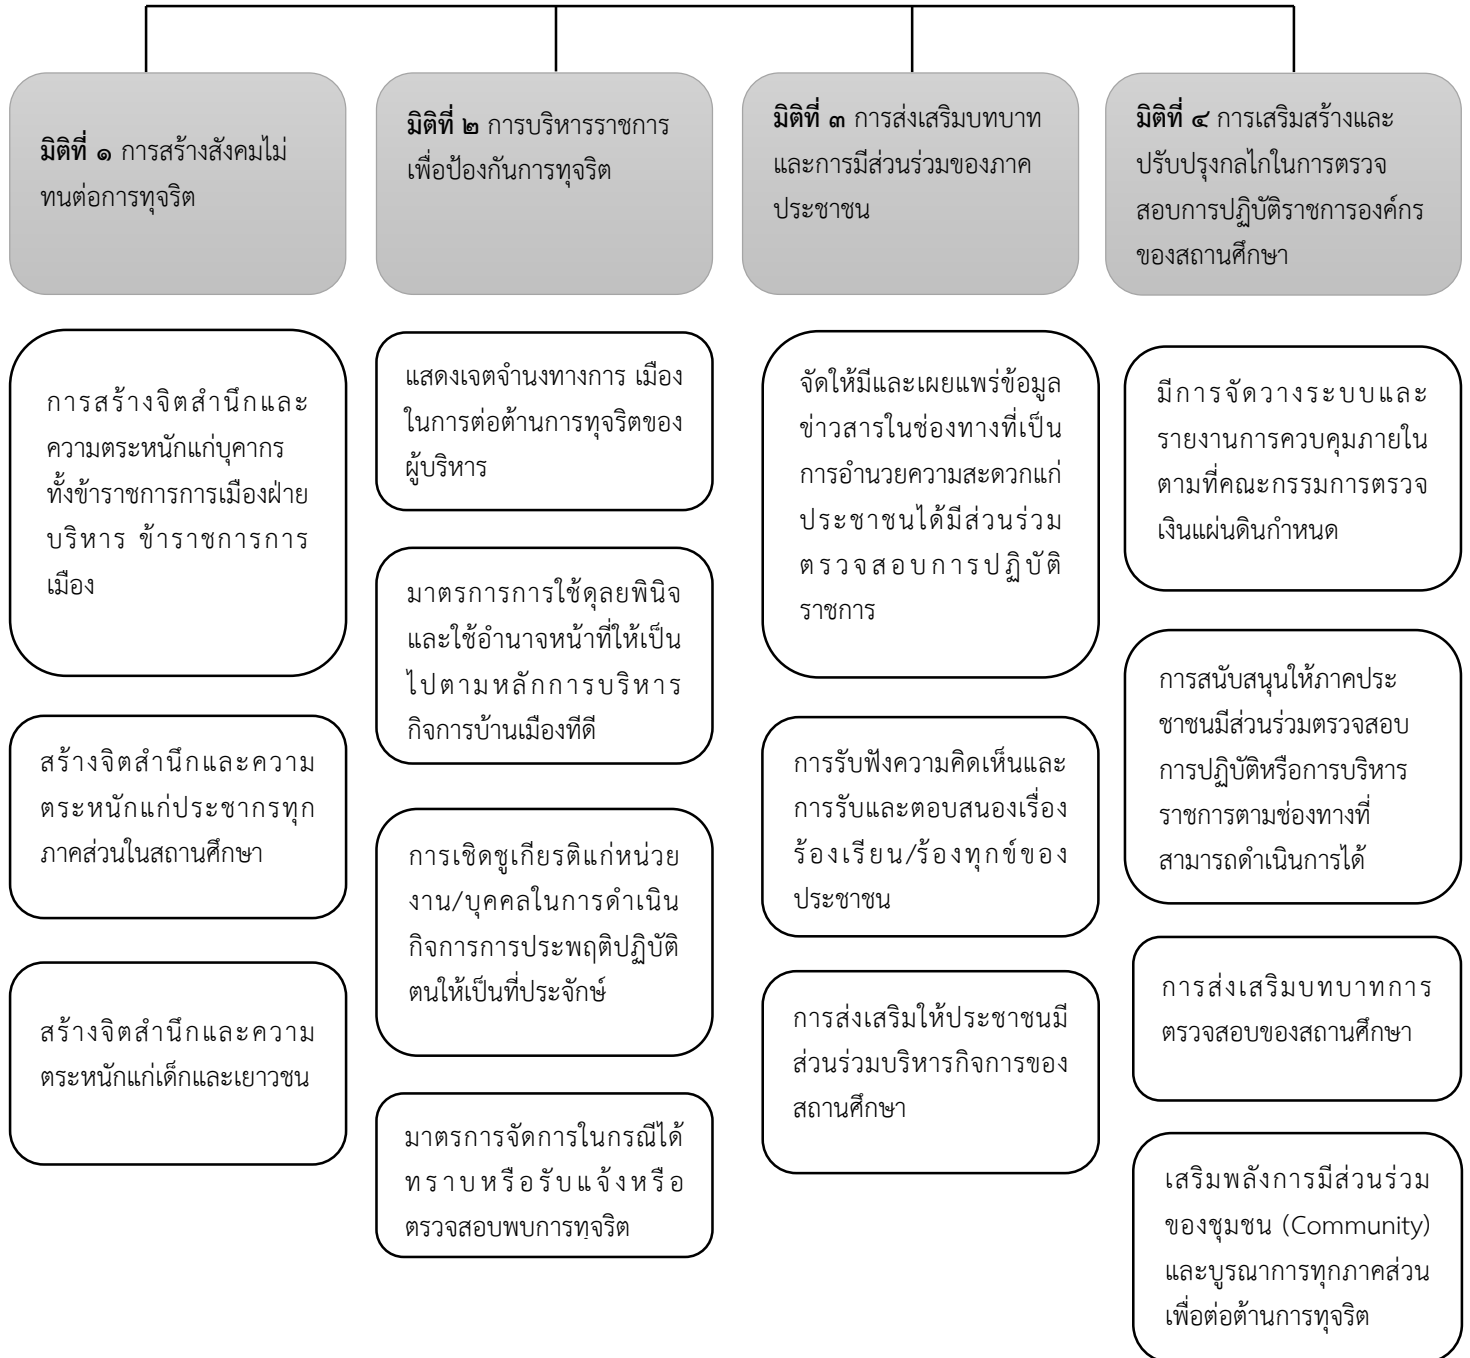 มิติที่ ๑ การสร้างสังคมไม่
ทนต่อการทุจริต
การสร้างจิตสำนึกและ
ความตระหนักแก่บุคากร
ทั้งข้าราชการการเมืองฝ่าย
บริหาร ข้าราชการการ
เมือง
สร้างจิตสำนึกและความ
ตระหนักแก่ประชากรทุก
ภาคส่วนในสถานศึกษา
สร้างจิตสำนึกและความ
ตระหนักแก่เด็กและเยาวชน
มิติที่ ๒ การบริหารราชการ
เพื่อป้องกันการทุจริต
แสดงเจตจำนงทางการ เมือง
ในการต่อต้านการทุจริตของ
ผู้บริหาร
มาตรการการใช้ดุลยพินิจ
และใช้อำนาจหน้าที่ให้เป็น
ไปตามหลักการบริหาร
กิจการบ้านเมืองทีดี
การเชิดชูเกียรติแก่หน่วย
งาน/บุคคลในการดำเนิน
กิจการการประพฤติปฏิบัติ
ตนให้เป็นที่ประจักษ์
มาตรการจัดการในกรณีได้
ทราบหรือรับแจ้งหรือ
ตรวจสอบพบการทุจริต
มิติที่ ๓ การส่งเสริมบทบาท
และการมีส่วนร่วมของภาค
ประชาชน
จัดให้มีและเผยแพร่ข้อมูล
ข่าวสารในช่องทางที่เป็น
การอำนวยความสะดวกแก่
ประชาชนได้มีส่วนร่วม
ตรวจสอบการปฏิบัติ
ราชการ
การรับฟังความคิดเห็นและ
การรับและตอบสนองเรื่อง
ร้องเรียน/ร้องทุกข์ของ
ประชาชน
การส่งเสริมให้ประชาชนมี
ส่วนร่วมบริหารกิจการของ
สถานศึกษา
มิติที่ ๔ การเสริมสร้างและ
ปรับปรุงกลไกในการตรวจ
สอบการปฏิบัติราชการองค์กร
ของสถานศึกษา
มีการจัดวางระบบและ
รายงานการควบคุมภายใน
ตามที่คณะกรรมการตรวจ
เงินแผ่นดินกำหนด
การสนับสนุนให้ภาคประ
ชาชนมีส่วนร่วมตรวจสอบ
การปฏิบัติหรือการบริหาร
ราชการตามช่องทางที่
สามารถดำเนินการได้
การส่งเสริมบทบาทการ
ตรวจสอบของสถานศึกษา
เสริมพลังการมีส่วนร่วม
ของชุมชน (Community)
และบูรณาการทุกภาคส่วน
เพื่อต่อต้านการทุจริต